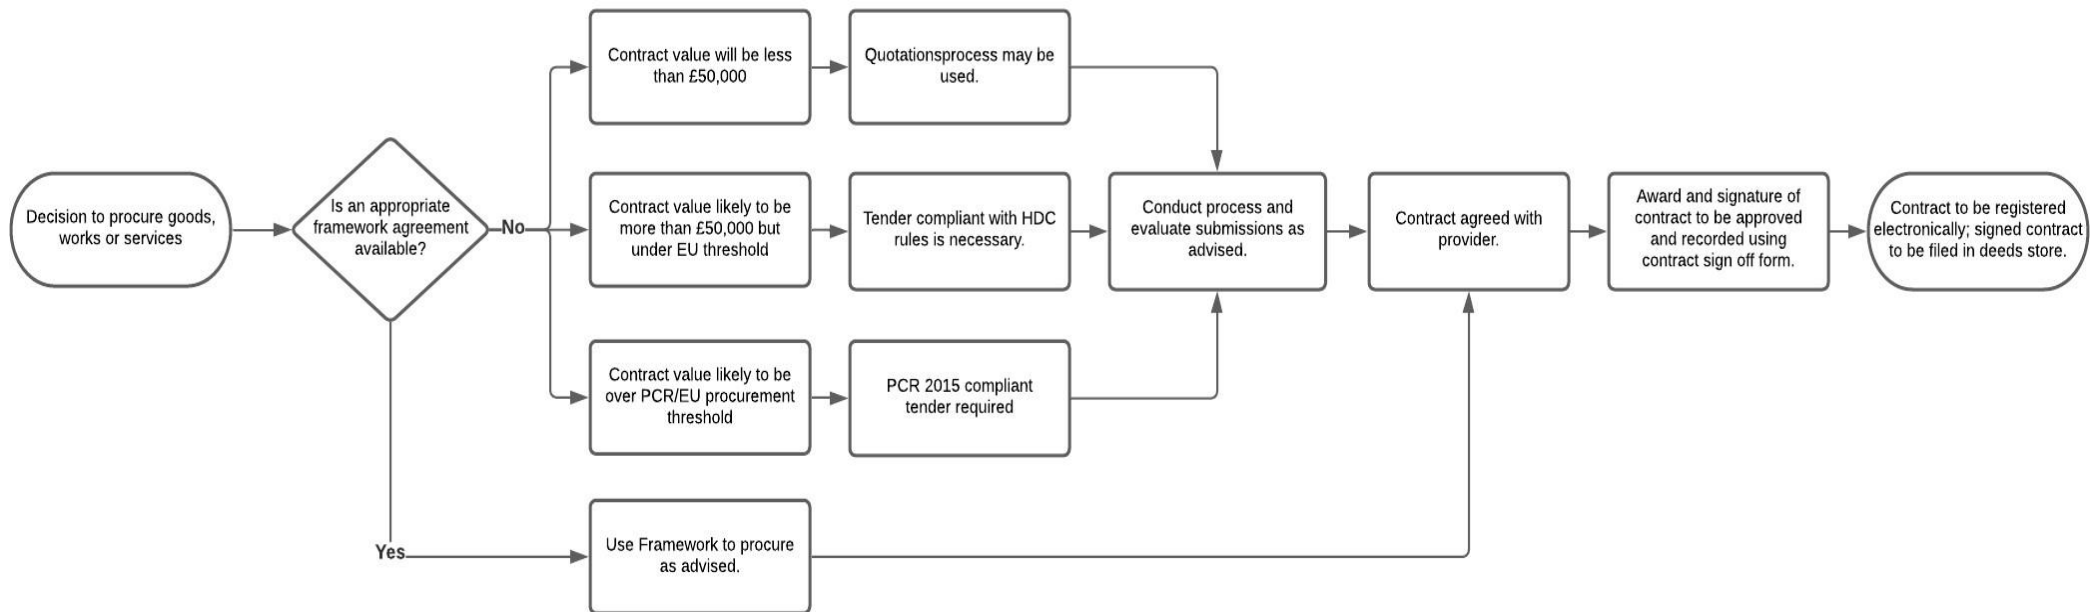 Decision to procure goods,
works or services
Is an appropriate
framework agreement
available?
No
Contract value will be less
than £50,000
Quotationsprocess may be
used.
Contract value likely to be
more than £50,000 but
under EU threshold
Tender compliant with HDC
rules is necessary.
Contract value likely to be
over PCR/EU procurement
threshold
PCR 2015 compliant
tender required
Yes
Use Framework to procure
as advised.
Conduct process and
evaluate submissions as
advised.
Contract agreed with
provider.
Award and signature of
contract to be approved
and recorded using
contract sign off form.
Contract to be registered
electronically; signed contract
to be filed in deeds store.